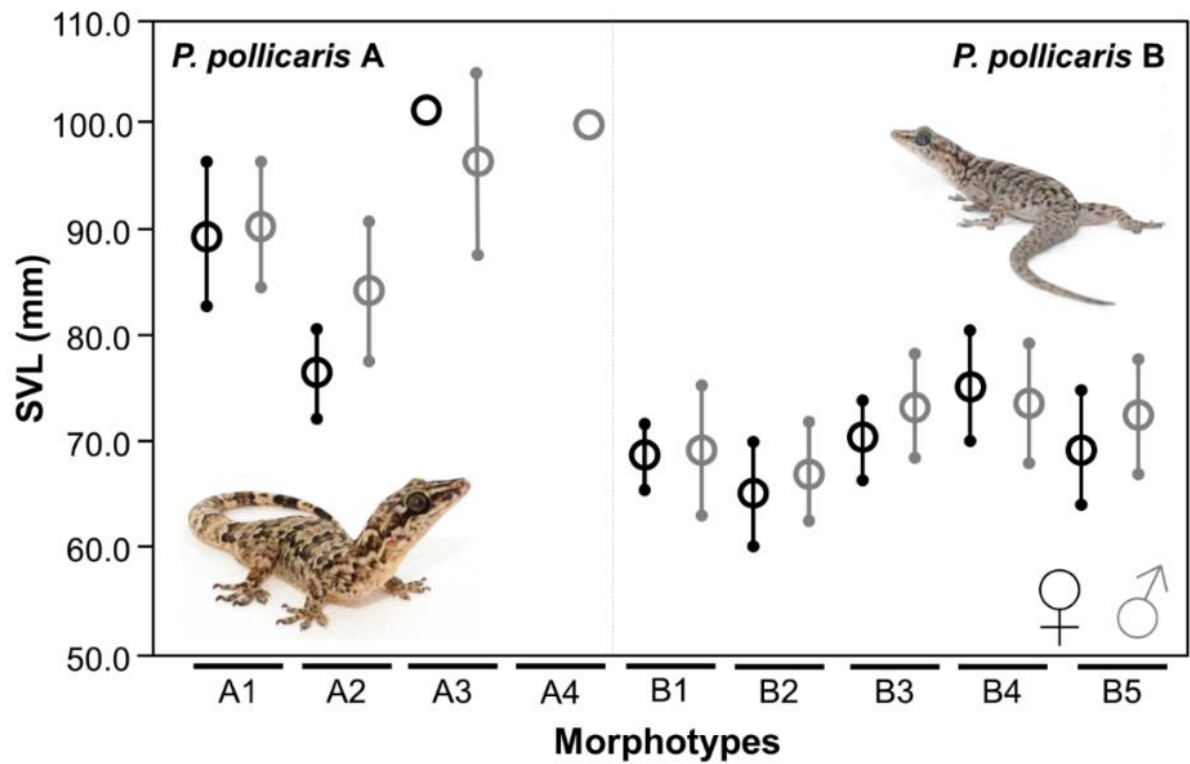 110.0
100.0
90.0
80.0
70.0
60.0
50.0
SVL (mm)
P. pollicaris A
P. pollicaris B
♀ ♂
A1 A2 A3 A4 B1 B2 B3 B4 B5
Morphotypes